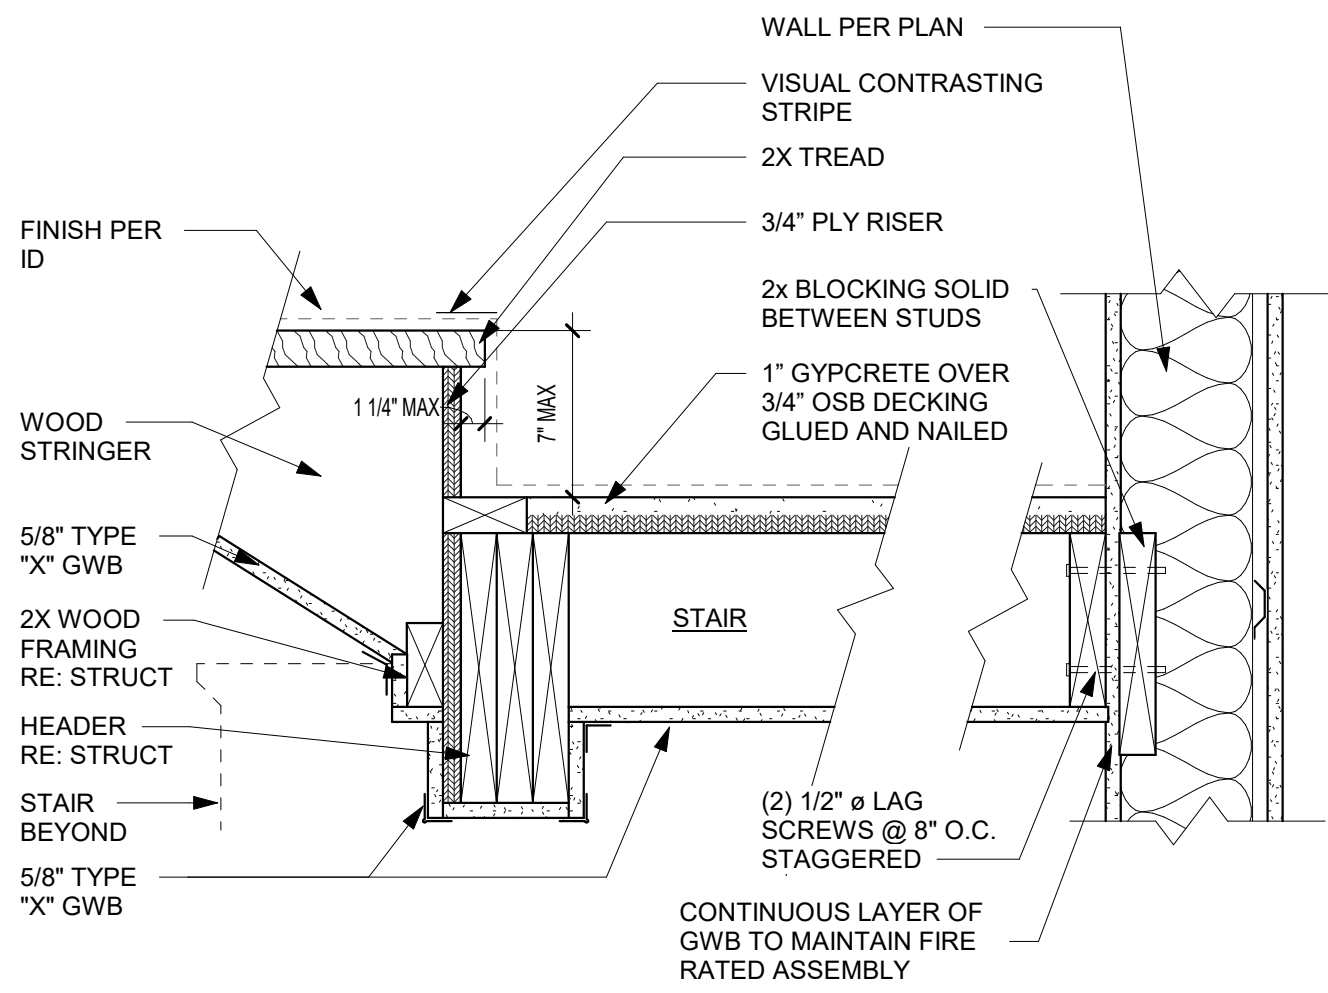 WALL PER PLAN
VISUAL CONTRASTING
STRIPE
2X TREAD
3/4” PLY RISER
2x BLOCKING SOLID
BETWEEN STUDS
1” GYPCRETE OVER
3/4” OSB DECKING
GLUED AND NAILED
FINISH PER
ID
WOOD
STRINGER
5/8" TYPE
"X" GWB
2X WOOD
FRAMING
RE: STRUCT
HEADER
RE: STRUCT
STAIR
BEYOND
5/8" TYPE
"X" GWB
1 1/4" MAX
7" MAX
STAIR
(2) 1/2" ø LAG
SCREWS @ 8" O.C.
STAGGERED
CONTINUOUS LAYER OF
GWB TO MAINTAIN FIRE
RATED ASSEMBLY